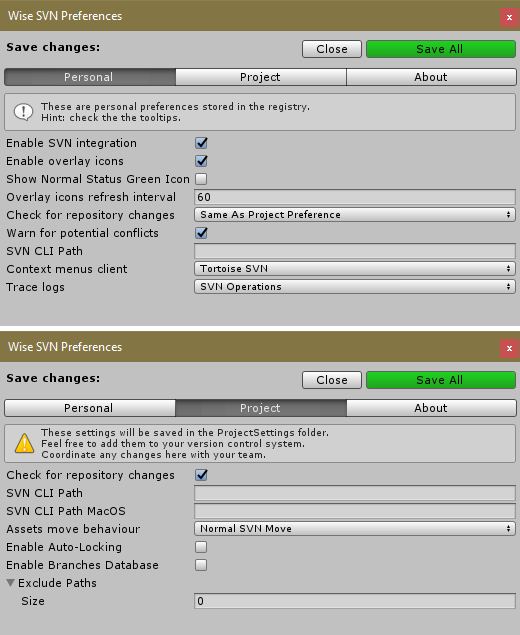 Wise SVN Preferences
x
Save changes:
Close
Save All
Personal
Project
About
These are personal preferences stored in the registry.
Hint: check the the tooltips.
Enable SVN integration
Enable overlay icons
Show Normal Status Green Icon
Overlay icons refresh interval
60
Check for repository changes
Same As Project Preference
Warn for potential conflicts
SVN CLI Path
Context menus client
Tortoise SVN
Trace logs
SVN Operations
Wise SVN Preferences
x
Save changes:
Close
Save All
Personal
Project
About
These settings will be saved in the ProjectSettings folder.
Feel free to add them to your version control system.
Coordinate any changes here with your team.
Check for repository changes
SVN CLI Path
SVN CLI Path MacOS
Assets move behaviour
Normal SVN Move
Enable Auto-Locking
Enable Branches Database
Exclude Paths
Size
0